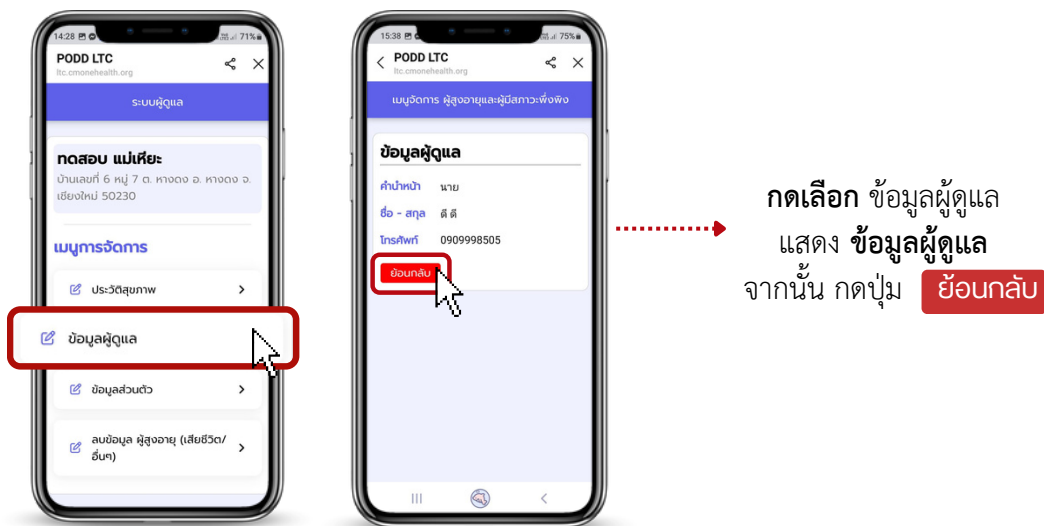 14:28
71%
PODD LTC
ltc.cmonehealth.org
ระบบผู้ดูแล
ทดสอบ แม่เหียะ
บ้านเลขที่ 6 หมู่ 7 ต. หางดง อ. หางดง จ.
เชียงใหม่ 50230
เมนูการจัดการ
ประวัติสุขภาพ
ข้อมูลผู้ดูแล
ข้อมูลส่วนตัว
ลบข้อมูล ผู้สูงอายุ (เสียชีวิต/
อื่นๆ)
15:38
75%
PODD LTC
ltc.cmonehealth.org
เมนูจัดการ ผู้สูงอายุและผู้มีสภาวะพึ่งพิง
ข้อมูลผู้ดูแล
คำนำหน้า นาย
ชื่อ - สกุล ดี ดี
โทรศัพท์ 0909998505
ย้อนกลับ
กดเลือก ข้อมูลผู้ดูแล
แสดง ข้อมูลผู้ดูแล
จากนั้น กดปุ่ม ย้อนกลับ